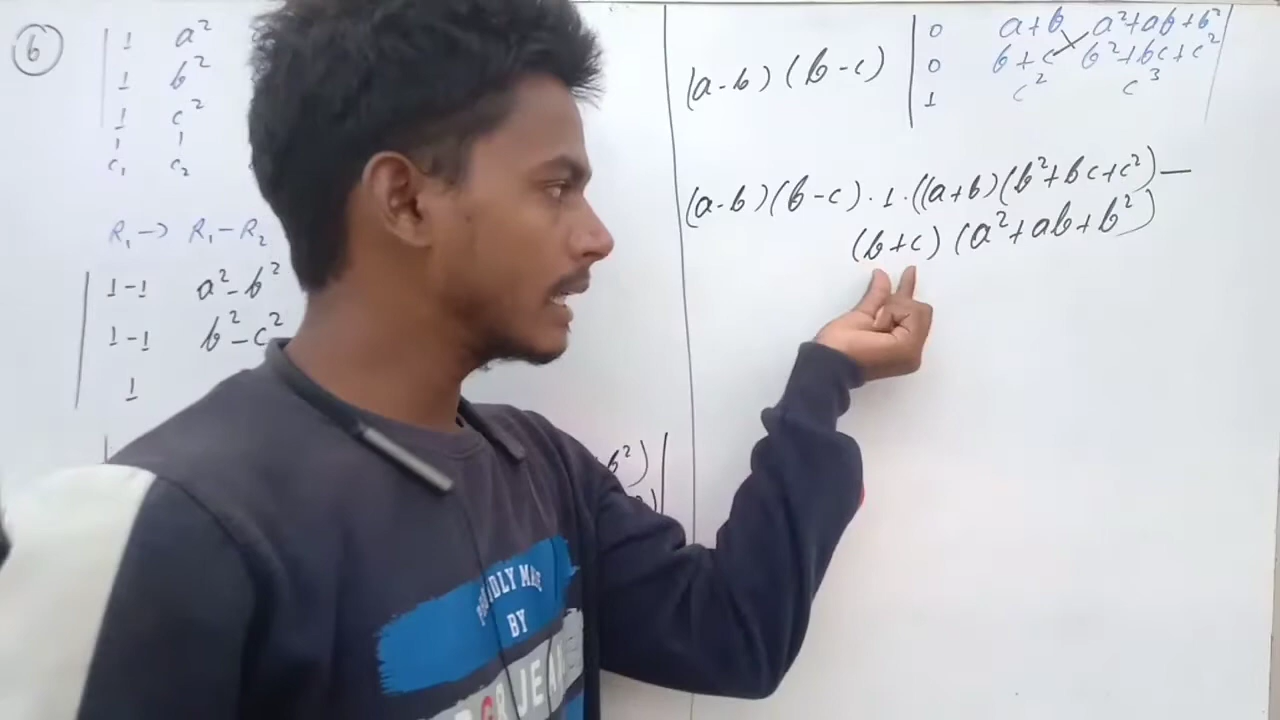 6
1 a²
1 b²
1 c²
1 1
c₁ c₂
R₁→ R₁-R₂
1-1 a²-b²
1-1 b²-c²
1
b²)
(a-b) (b-c) | 0 a+b a²+ab+b² |
0 b+c b²+bc+c²
1 c² c³
(a-b)(b-c).1.((a+b)(b²+bc+c²)—
(b+c) (a²+ab+b²)
BY
JE